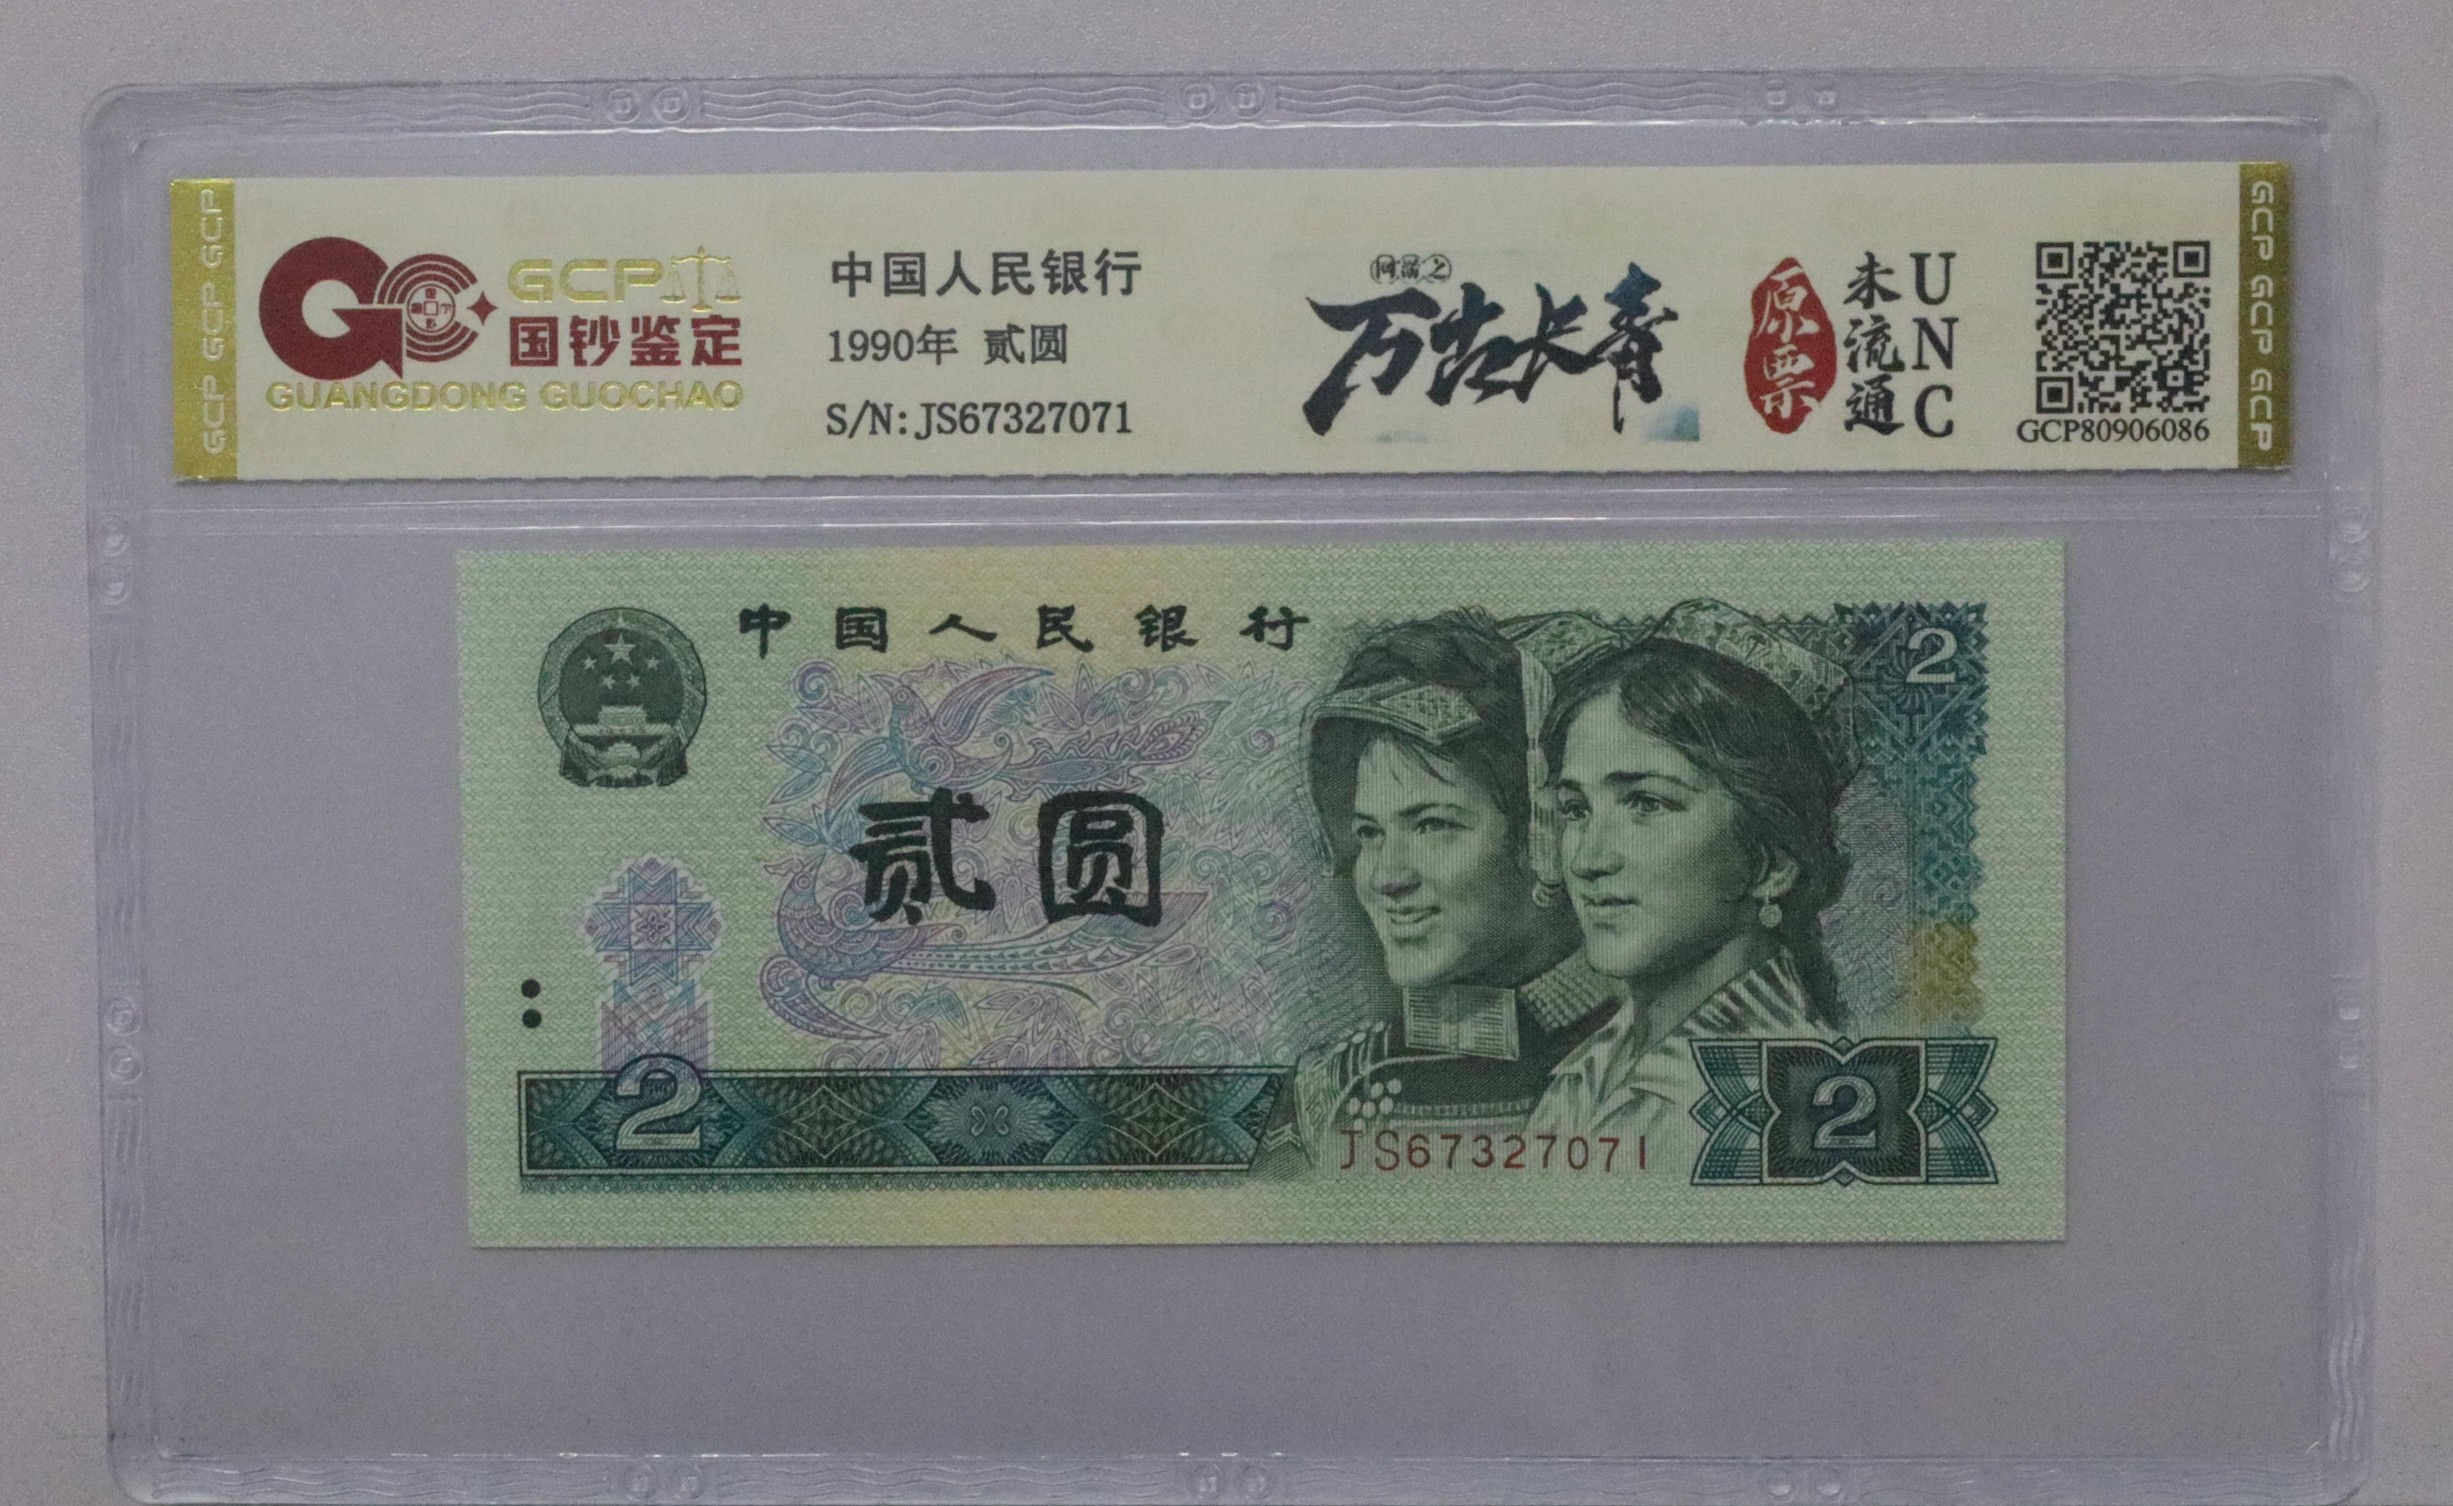 GCP GCP GCP
GCP
国钞鉴定
GUANGDONG GUOCHAO
中国人民银行
1990年 贰圆
S/N: JS67327071
万古长青
原票
未流通
UNC
GCP80906086
GCP GCP GCP
中国人民银行
2
贰圆
2
JS67327071
2